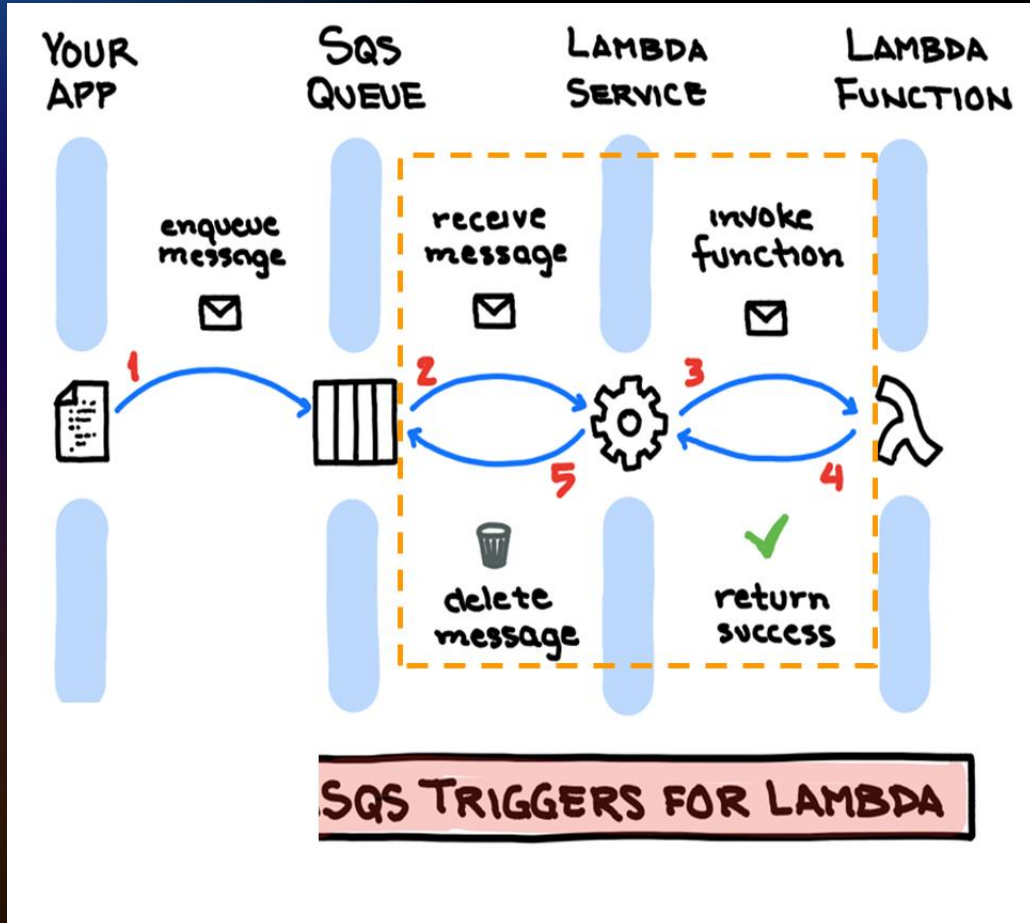 YOUR APP
SQS QUEUE
LAMBDA SERVICE
LAMBDA FUNCTION
enqueue
message
receive
message
invoke
function
1
2
3
5
4
delete
message
return
success
SQS TRIGGERS FOR LAMBDA